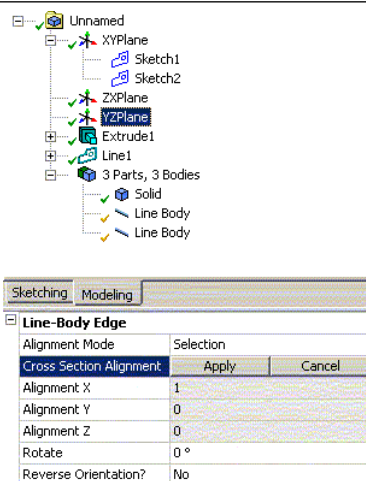 Unnamed
XYPlane
Sketch1
Sketch2
ZXPlane
YZPlane
Extrude1
Line1
3 Parts, 3 Bodies
Solid
Line Body
Line Body
Sketching Modeling
Line-Body Edge
Alignment Mode Selection
Cross Section Alignment Apply Cancel
Alignment X 1
Alignment Y 0
Alignment Z 0
Rotate 0 °
Reverse Orientation? No